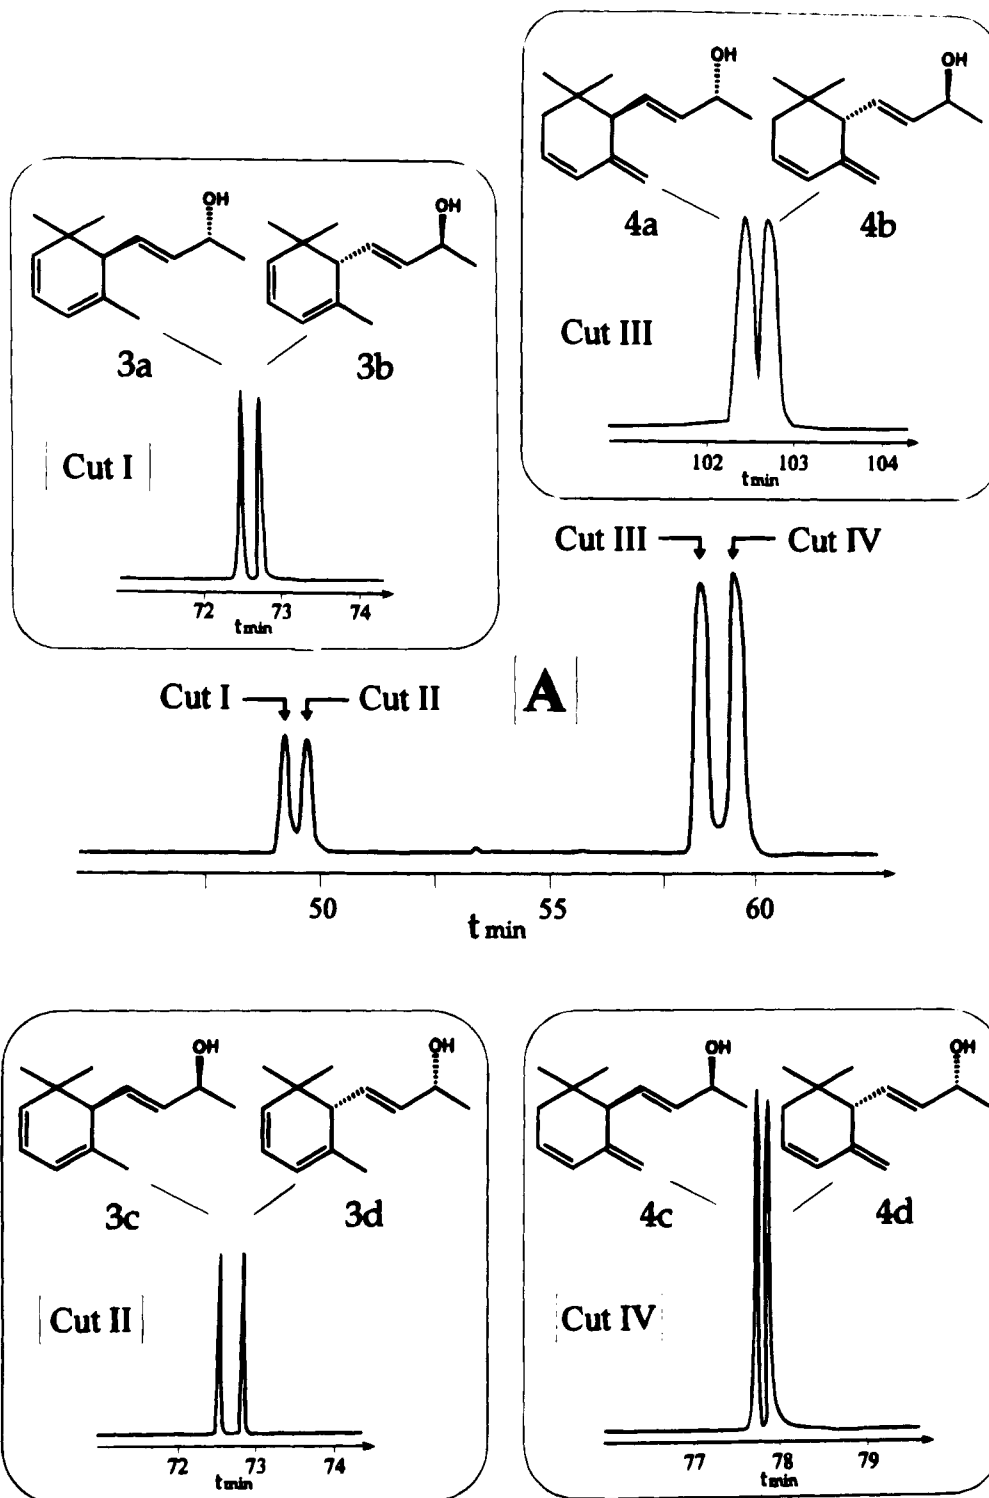 OH
OH
4a
4b
Cut III
102
103
104
t min
OH
OH
3a
3b
Cut I
72
73
74
t min
Cut III
Cut IV
Cut I
Cut II
A
50
55
60
t min
OH
OH
3c
3d
Cut II
72
73
74
t min
OH
OH
4c
4d
Cut IV
77
78
79
t min